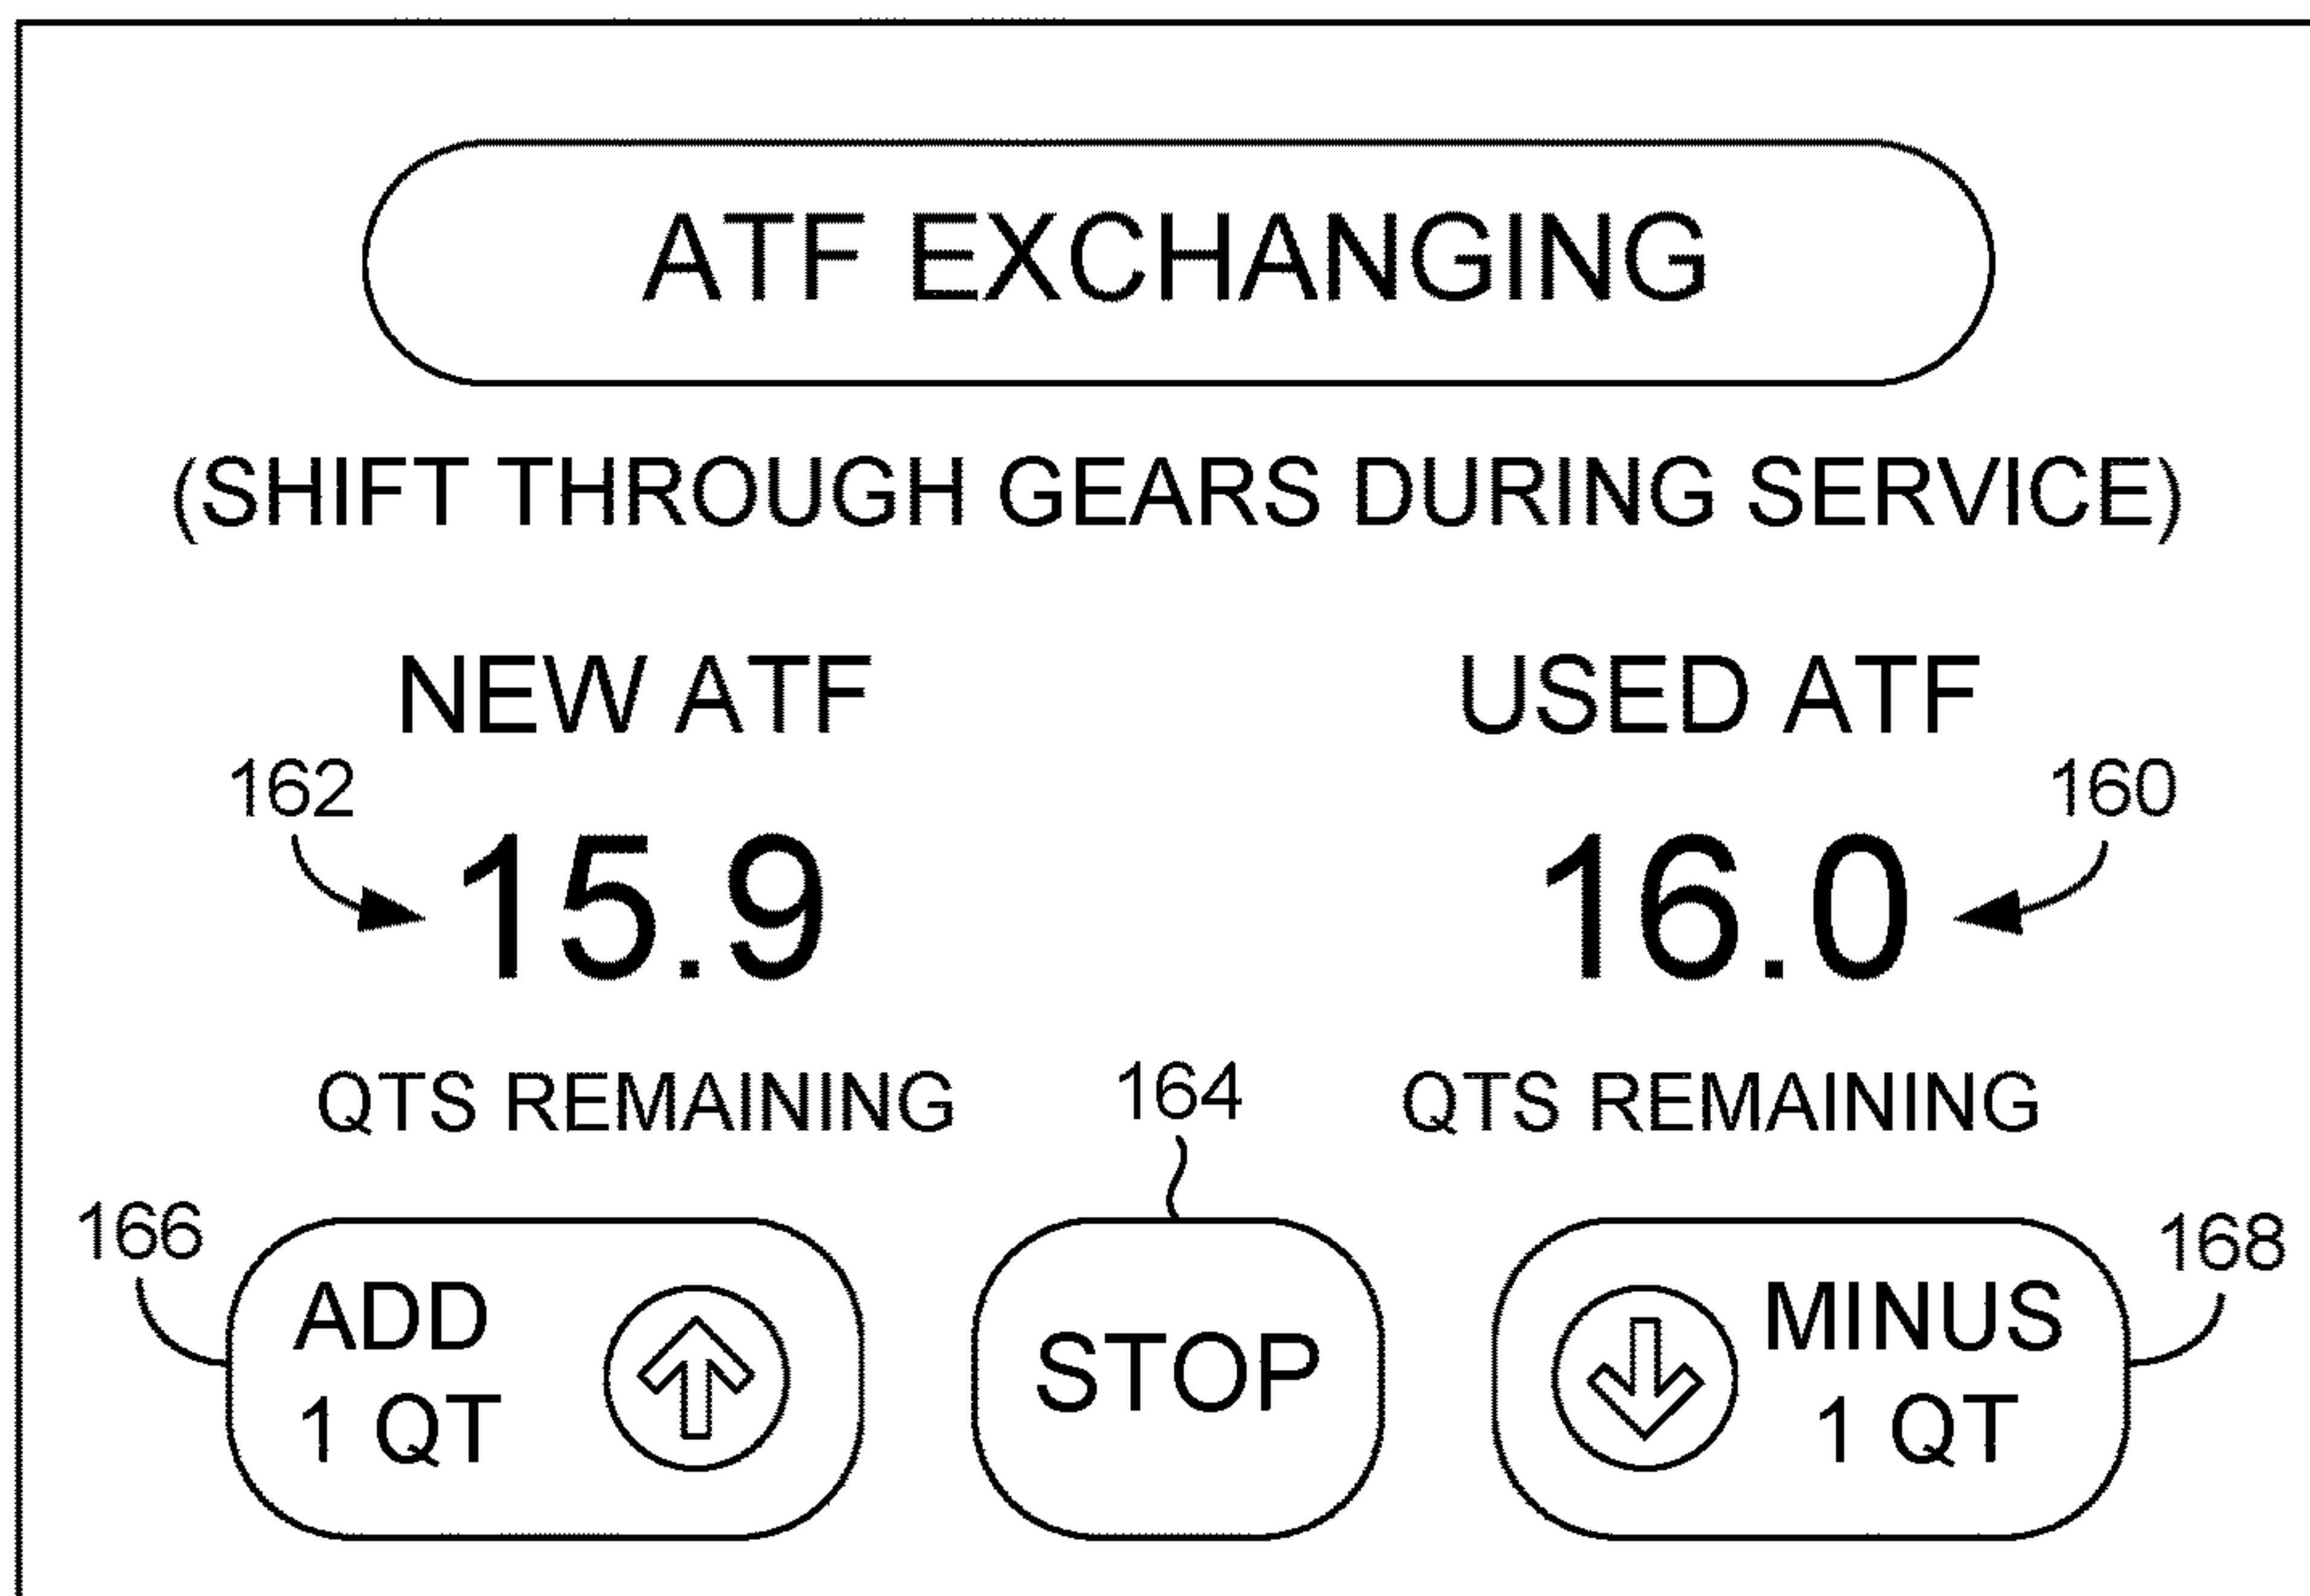 ATF EXCHANGING
(SHIFT THROUGH GEARS DURING SERVICE)
NEW ATF
USED ATF
162
160
15.9
16.0
QTS REMAINING
164
QTS REMAINING
166
168
ADD
1 QT
STOP
MINUS
1 QT